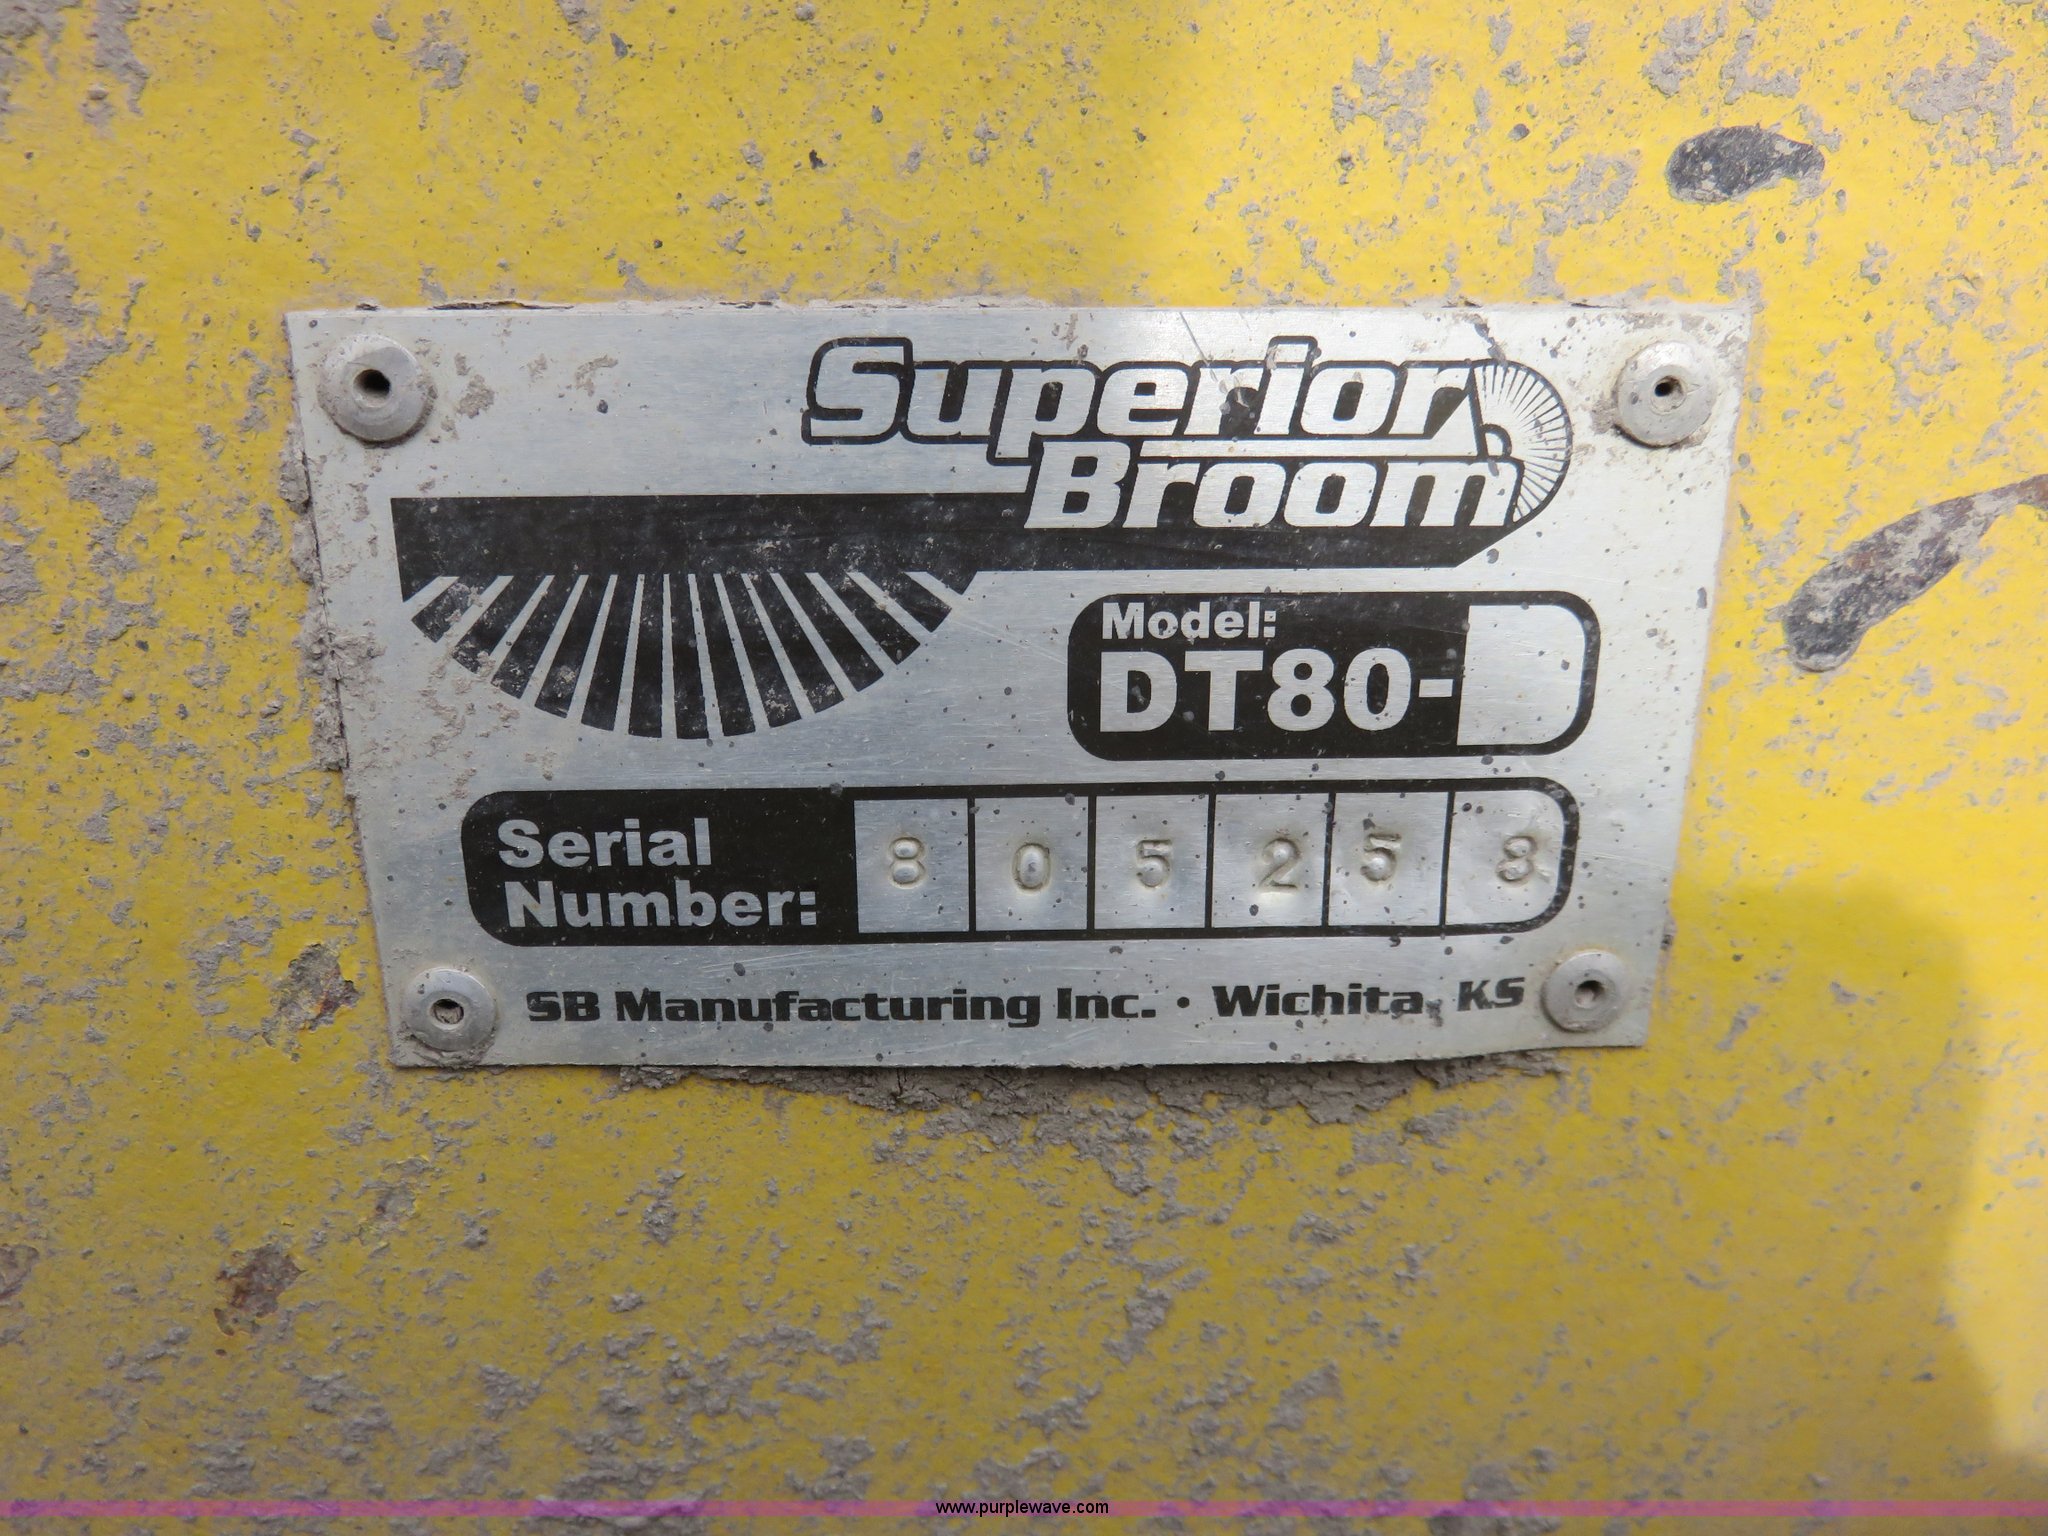 Superior
Broom
Model:
DT80-
Serial
Number: 8 0 5 2 5 8
SB Manufacturing Inc. • Wichita, KS
www.purplewave.com